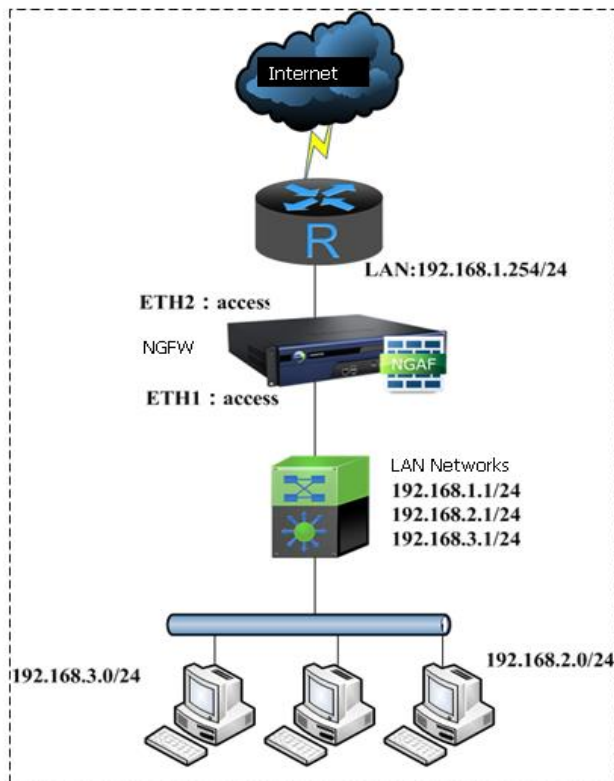 Internet
R
LAN:192.168.1.254/24
ETH2：access
NGFW
NGAF
ETH1：access
LAN Networks
192.168.1.1/24
192.168.2.1/24
192.168.3.1/24
192.168.3.0/24
192.168.2.0/24